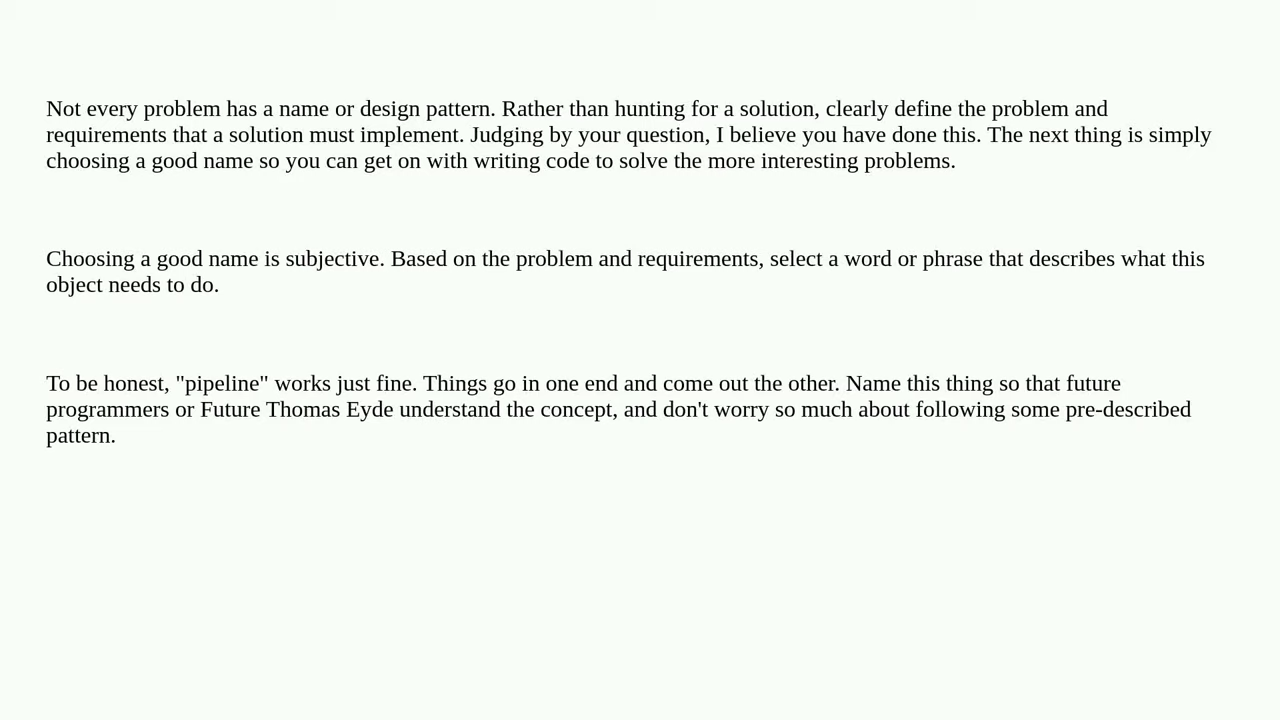 Not every problem has a name or design pattern. Rather than hunting for a solution, clearly define the problem and
requirements that a solution must implement. Judging by your question, I believe you have done this. The next thing is simply
choosing a good name so you can get on with writing code to solve the more interesting problems.
Choosing a good name is subjective. Based on the problem and requirements, select a word or phrase that describes what this
object needs to do.
To be honest, "pipeline" works just fine. Things go in one end and come out the other. Name this thing so that future
programmers or Future Thomas Eyde understand the concept, and don't worry so much about following some pre-described
pattern.